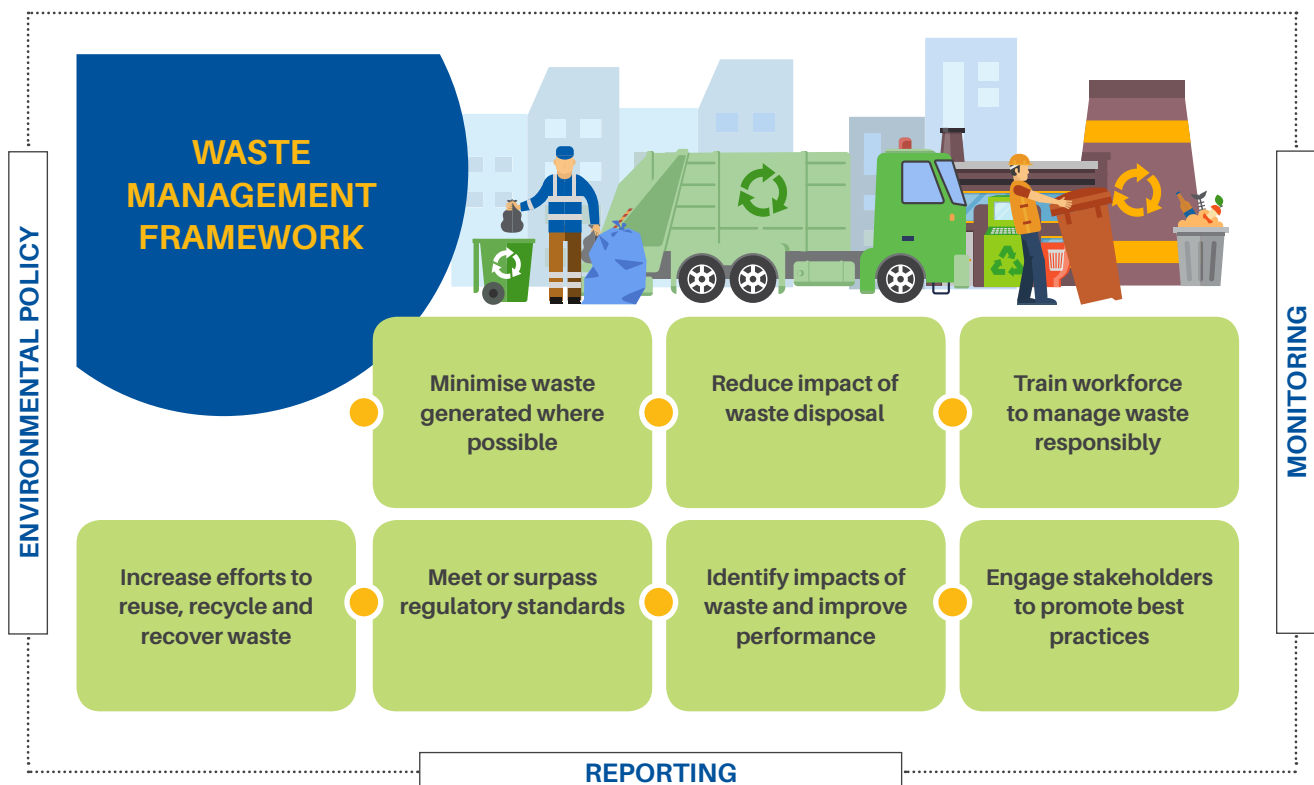 WASTE
MANAGEMENT
FRAMEWORK
ENVIRONMENTAL POLICY
Minimise waste
generated where
possible
Reduce impact of
waste disposal
Train workforce
to manage waste
responsibly
Increase efforts to
reuse, recycle and
recover waste
Meet or surpass
regulatory standards
Identify impacts of
waste and improve
performance
Engage stakeholders
to promote best
practices
MONITORING
REPORTING